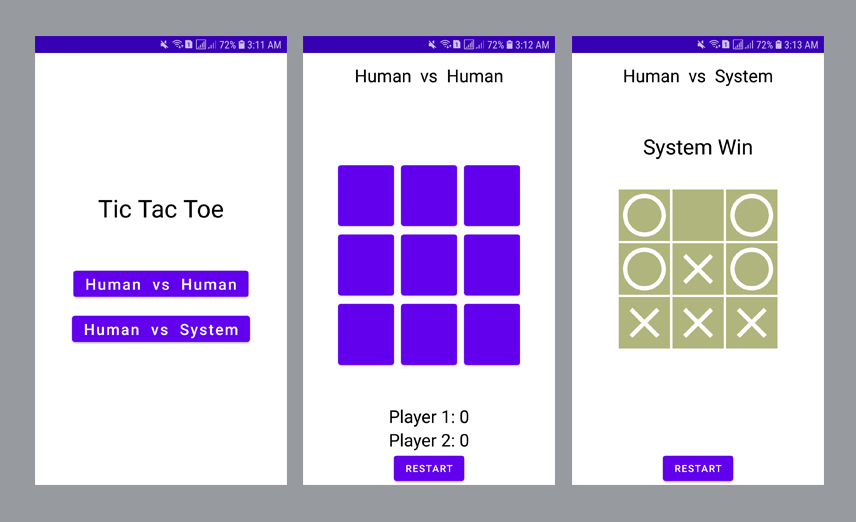 72% 3:11 AM
Tic Tac Toe
Human vs Human
Human vs System
72% 3:12 AM
Human vs Human
Player 1: 0
Player 2: 0
RESTART
72% 3:13 AM
Human vs System
System Win
RESTART